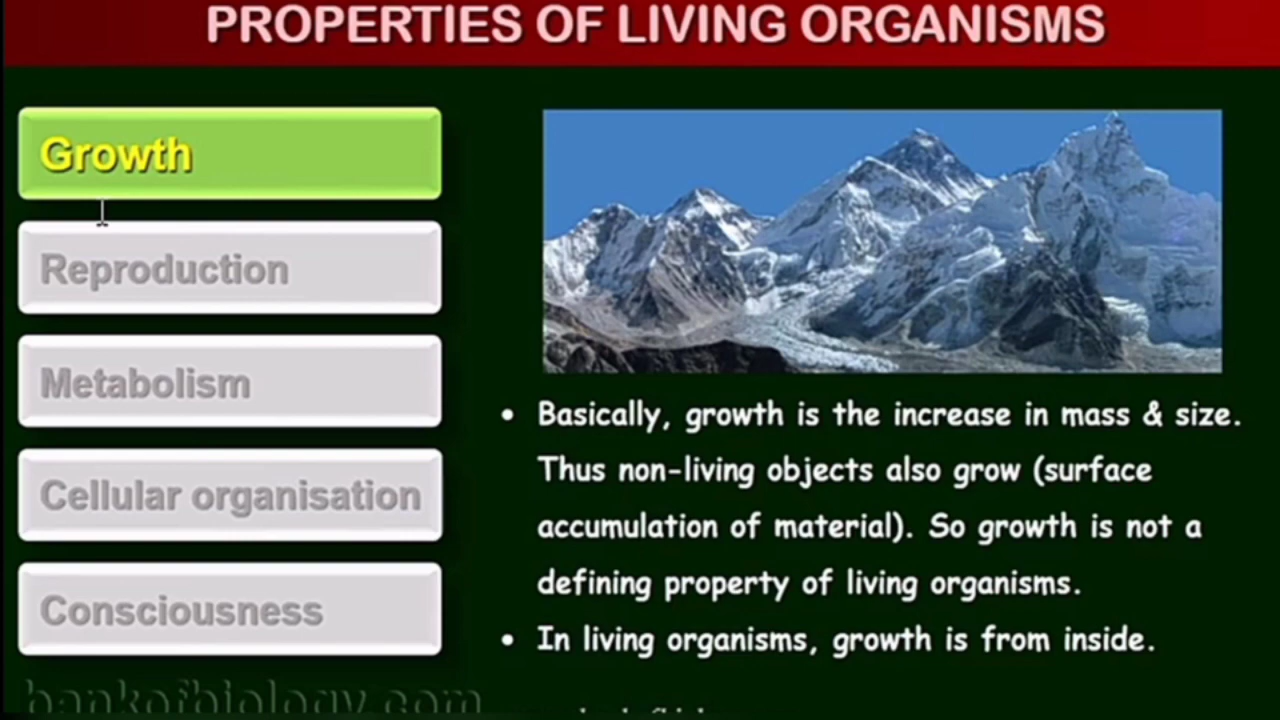 PROPERTIES OF LIVING ORGANISMS
Growth
Reproduction
Metabolism
Cellular organisation
Consciousness
• Basically, growth is the increase in mass & size.
Thus non-living objects also grow (surface
accumulation of material). So growth is not a
defining property of living organisms.
• In living organisms, growth is from inside.
bankofbiology.com